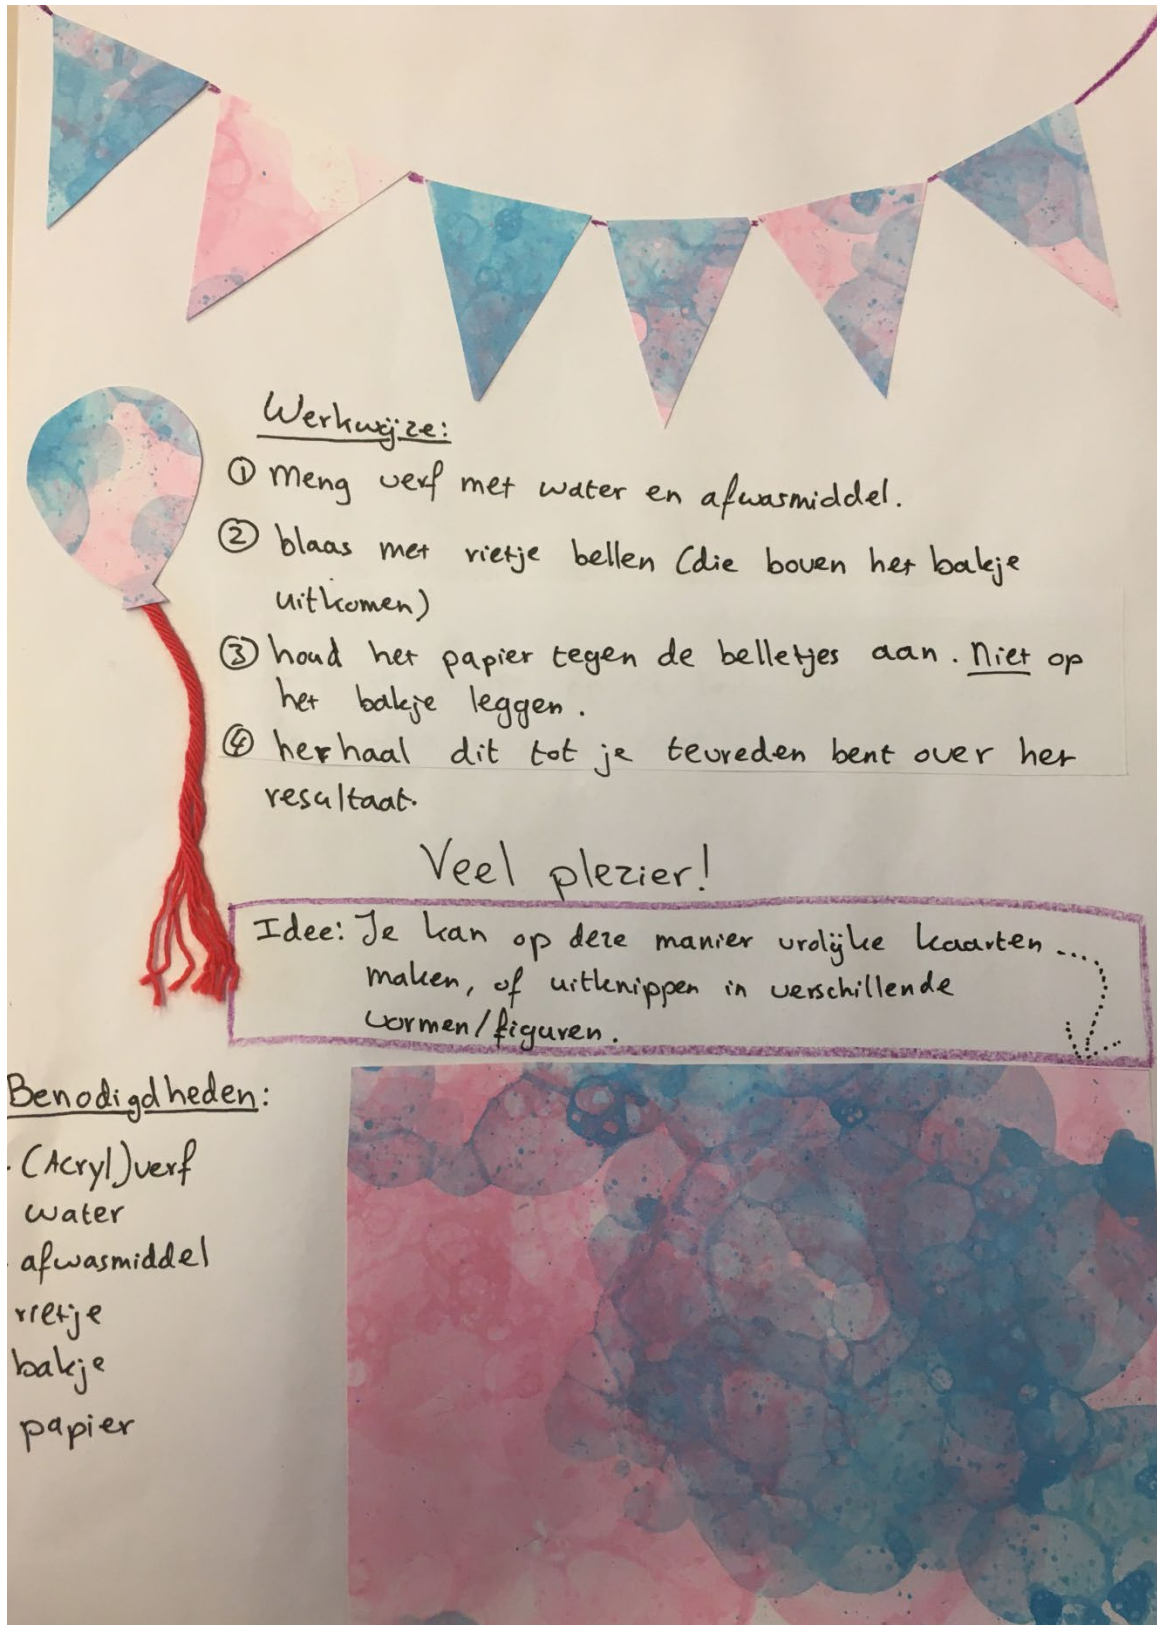 Werkwijze:
① Meng verf met water en afwasmiddel.
② blaas met rietje bellen (die boven het bakje
uitkomen)
③ houd het papier tegen de belletjes aan. Niet op
het bakje leggen.
④ herhaal dit tot je tevreden bent over het
resultaat.
Veel plezier!
Idee: Je kan op deze manier vrolijke kaarten
maken, of uitknippen in verschillende
vormen/figuren.
Benodigdheden:
· (Acryl)verf
water
· afwasmiddel
rietje
bakje
papier